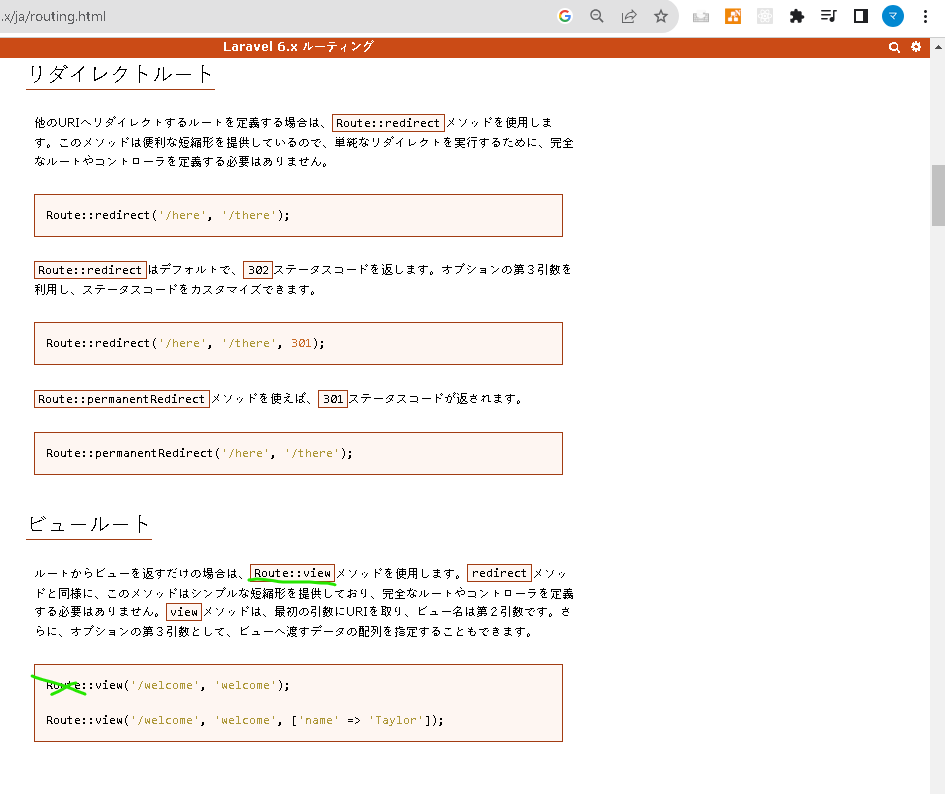 .x/ja/routing.html
マ
Laravel 6.x ルーティング
リダイレクトルート
他のURIへリダイレクトするルートを定義する場合は、Route::redirectメソッドを使用しま
す。このメソッドは便利な短縮形を提供しているので、単純なリダイレクトを実行するために、完全
なルートやコントローラを定義する必要はありません。
Route::redirect('/here', '/there');
Route::redirectはデフォルトで、302ステータスコードを返します。オプションの第３引数を
利用し、ステータスコードをカスタマイズできます。
Route::redirect('/here', '/there', 301);
Route::permanentRedirectメソッドを使えば、301ステータスコードが返されます。
Route::permanentRedirect('/here', '/there');
ビュールート
ルートからビューを返すだけの場合は、Route::viewメソッドを使用します。redirectメソッ
ドと同様に、このメソッドはシンプルな短縮形を提供しており、完全なルートやコントローラを定義
する必要はありません。viewメソッドは、最初の引数にURIを取り、ビュー名は第２引数です。さ
らに、オプションの第３引数として、ビューへ渡すデータの配列を指定することもできます。
Route::view('/welcome', 'welcome');
Route::view('/welcome', 'welcome', ['name' => 'Taylor']);